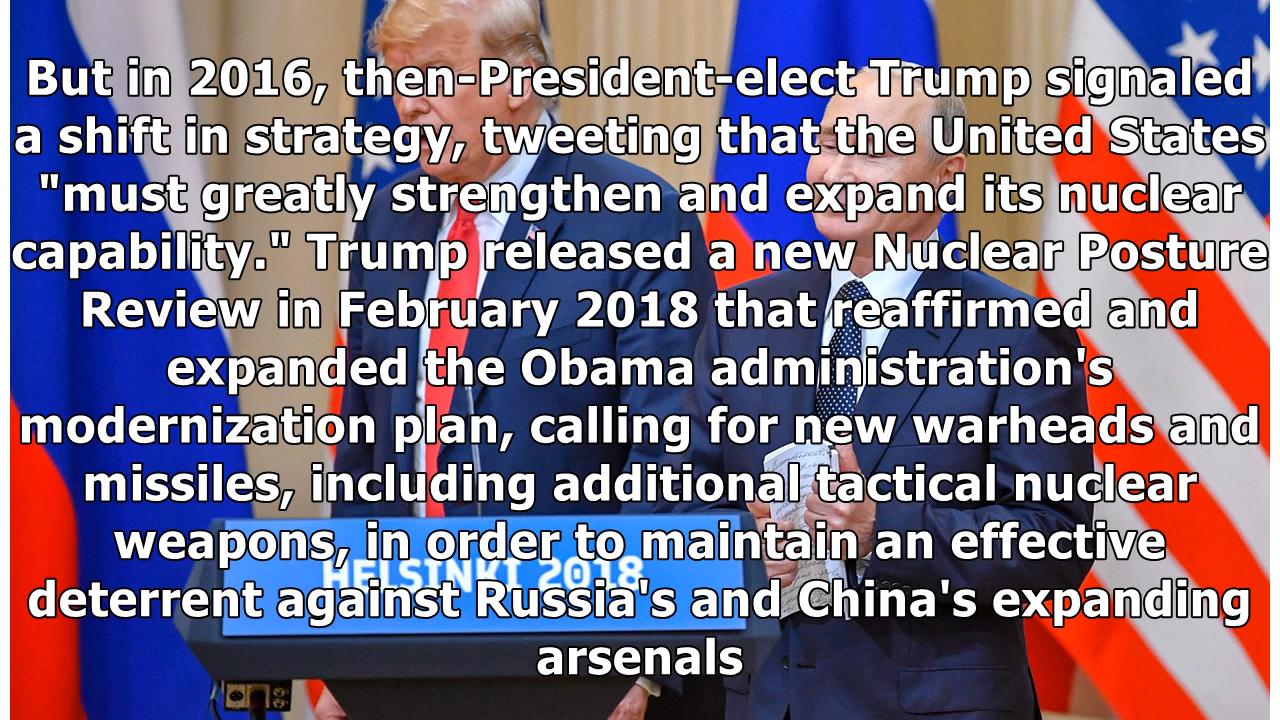 But in 2016, then-President-elect Trump signaled
a shift in strategy, tweeting that the United States
"must greatly strengthen and expand its nuclear
capability." Trump released a new Nuclear Posture
Review in February 2018 that reaffirmed and
expanded the Obama administration's
modernization plan, calling for new warheads and
missiles, including additional tactical nuclear
weapons, in order to maintain an effective
HELSINKI 2018
deterrent against Russia's and China's expanding
arsenals